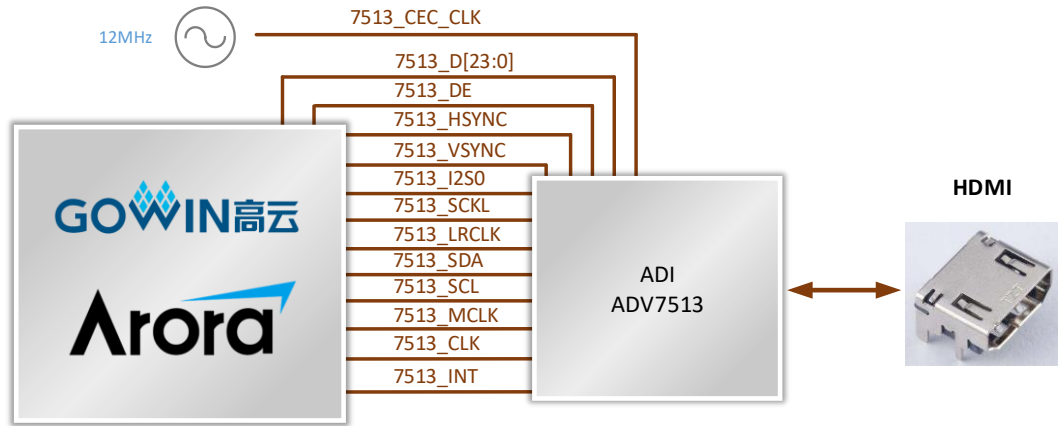 7513_CEC_CLK
12MHz
7513_D[23:0]
7513_DE
7513_HSYNC
7513_VSYNC
7513_I2S0
7513_SCKL
7513_LRCLK
7513_SDA
7513_SCL
7513_MCLK
7513_CLK
7513_INT
GOWIN高云
Arora
ADI
ADV7513
HDMI